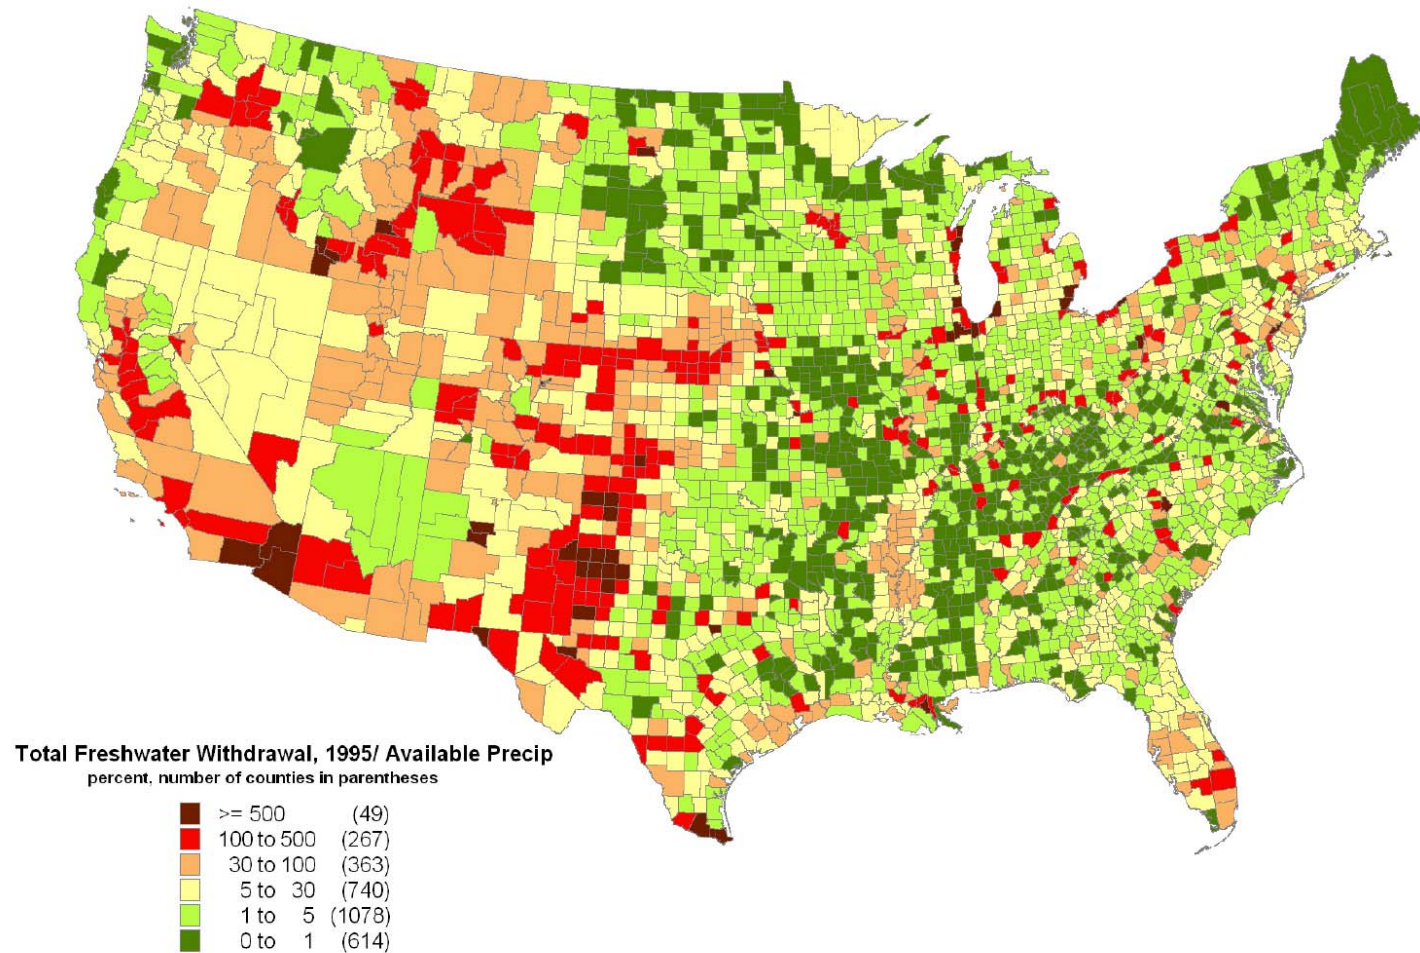 Total Freshwater Withdrawal, 1995/ Available Precip
percent, number of counties in parentheses
>= 500 (49)
100 to 500 (267)
30 to 100 (363)
5 to 30 (740)
1 to 5 (1078)
0 to 1 (614)